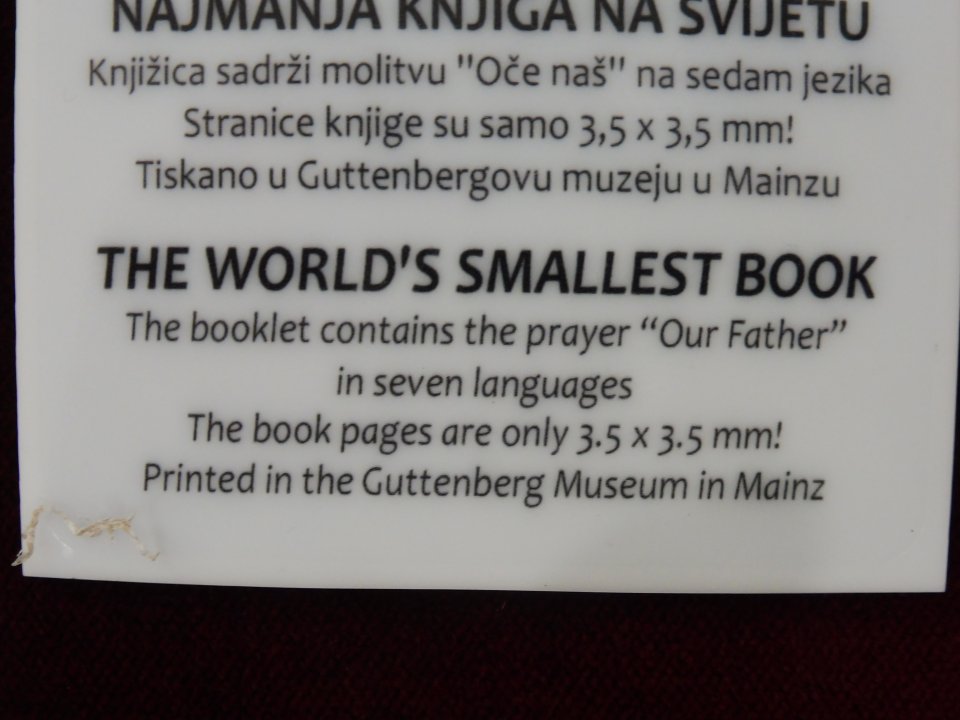 NAJMANJA KNJIGA NA SVIJETU
Knjižica sadrži molitvu "Oče naš" na sedam jezika
Stranice knjige su samo 3,5 x 3,5 mm!
Tiskano u Guttenbergovu muzeju u Mainzu
THE WORLD'S SMALLEST BOOK
The booklet contains the prayer “Our Father”
in seven languages
The book pages are only 3.5 x 3.5 mm!
Printed in the Guttenberg Museum in Mainz